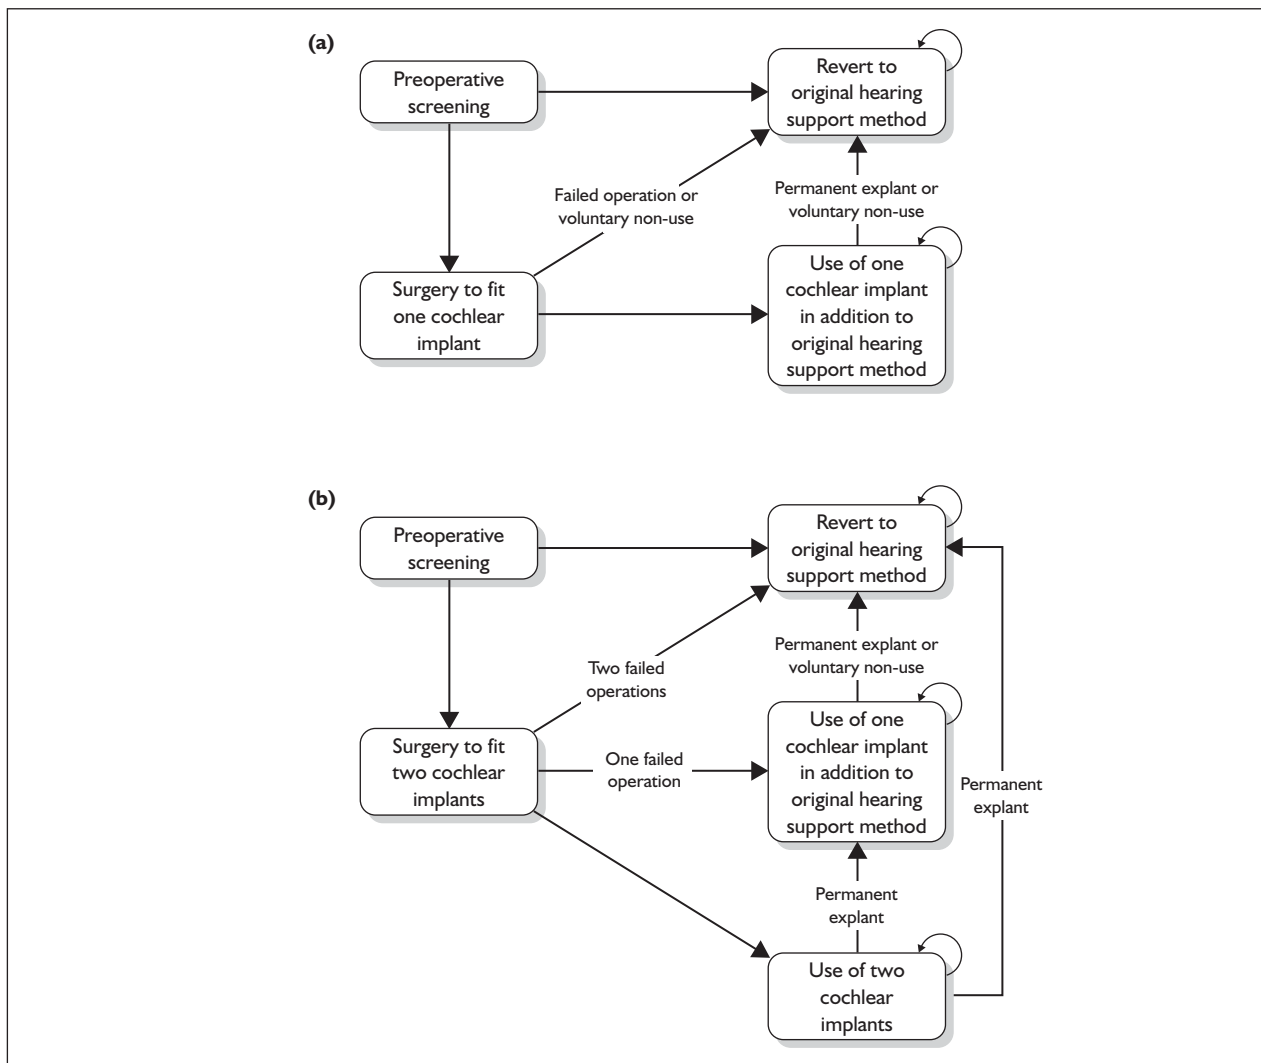 (a)
Preoperative
screening
Revert to
original hearing
support method
Failed operation or
voluntary non-use
Permanent explant or
voluntary non-use
Surgery to fit
one cochlear
implant
Use of one
cochlear implant
in addition to
original hearing
support method
(b)
Preoperative
screening
Revert to
original hearing
support method
Two failed
operations
Permanent explant or
voluntary non-use
Surgery to fit
two cochlear
implants
One failed
operation
Use of one
cochlear implant
in addition to
original hearing
support method
Permanent
explant
Permanent
explant
Use of two
cochlear
implants